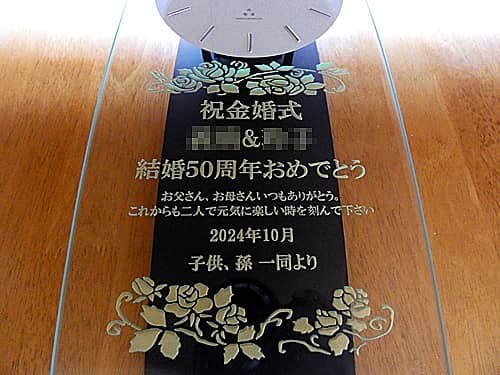 祝金婚式
&
結婚50周年おめでとう
お父さん、お母さんいつもありがとう。
これからも二人で元気に楽しい時を刻んで下さい
2024年10月
子供、孫 一同より